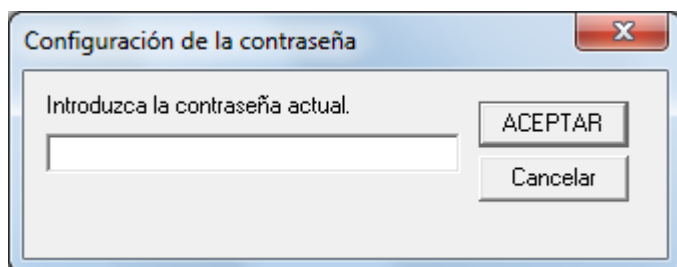 Configuración de la contraseña
Introduzca la contraseña actual.
ACEPTAR
Cancelar